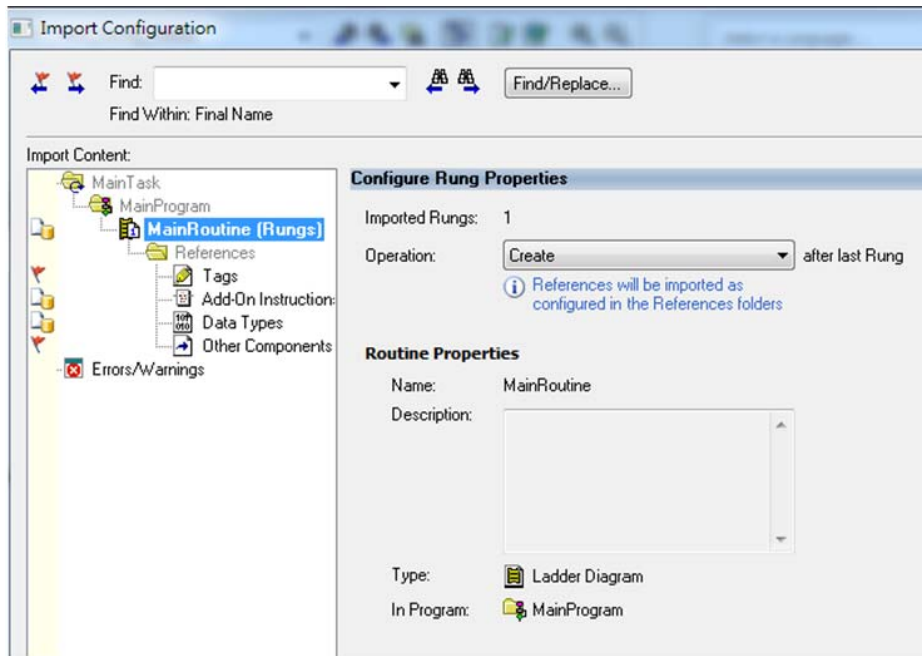 Import Configuration
Find:
Find/Replace...
Find Within: Final Name
Import Content:
MainTask
MainProgram
MainRoutine (Rungs)
References
Tags
Add-On Instruction
Data Types
Other Components
Errors/Warnings
Configure Rung Properties
Imported Rungs: 1
Operation: Create after last Rung
References will be imported as
configured in the References folders
Routine Properties
Name: MainRoutine
Description:
Type: Ladder Diagram
In Program: MainProgram